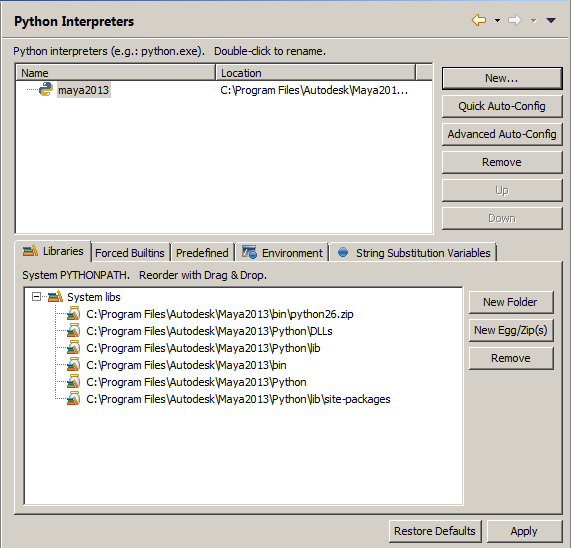 Python Interpreters
Python interpreters (e.g.: python.exe).   Double-click to rename.
Name Location
maya2013 C:\Program Files\Autodesk\Maya201...
New...
Quick Auto-Config
Advanced Auto-Config
Remove
Up
Down
Libraries Forced Builtins Predefined Environment String Substitution Variables
System PYTHONPATH.   Reorder with Drag & Drop.
System libs
C:\Program Files\Autodesk\Maya2013\bin\python26.zip
C:\Program Files\Autodesk\Maya2013\Python\DLLs
C:\Program Files\Autodesk\Maya2013\Python\lib
C:\Program Files\Autodesk\Maya2013\bin
C:\Program Files\Autodesk\Maya2013\Python
C:\Program Files\Autodesk\Maya2013\Python\lib\site-packages
New Folder
New Egg/Zip(s)
Remove
Restore Defaults Apply